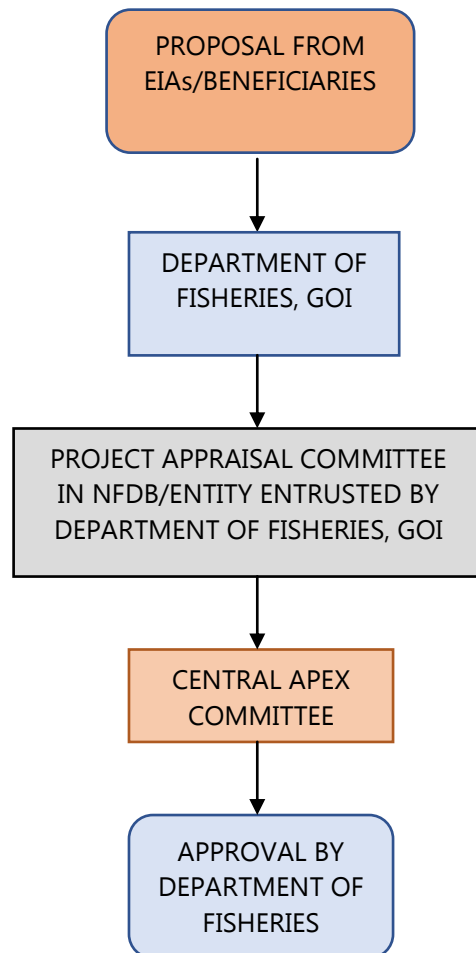 PROPOSAL FROM
EIAs/BENEFICIARIES
DEPARTMENT OF
FISHERIES, GOI
PROJECT APPRAISAL COMMITTEE
IN NFDB/ENTITY ENTRUSTED BY
DEPARTMENT OF FISHERIES, GOI
CENTRAL APEX
COMMITTEE
APPROVAL BY
DEPARTMENT OF
FISHERIES